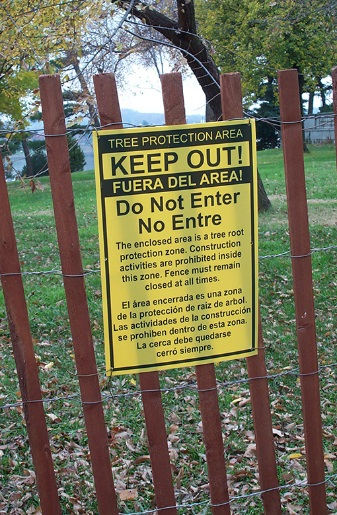 TREE PROTECTION AREA
KEEP OUT!
FUERA DEL AREA!
Do Not Enter
No Entre
The enclosed area is a tree root
protection zone. Construction
activities are prohibited inside
this zone. Fence must remain
closed at all times.
El área encerrada es una zona
de la protección de raiz de arbol.
Las actividades de la construcción
se prohiben dentro de esta zona.
La cerca debe quedarse
cerró siempre.